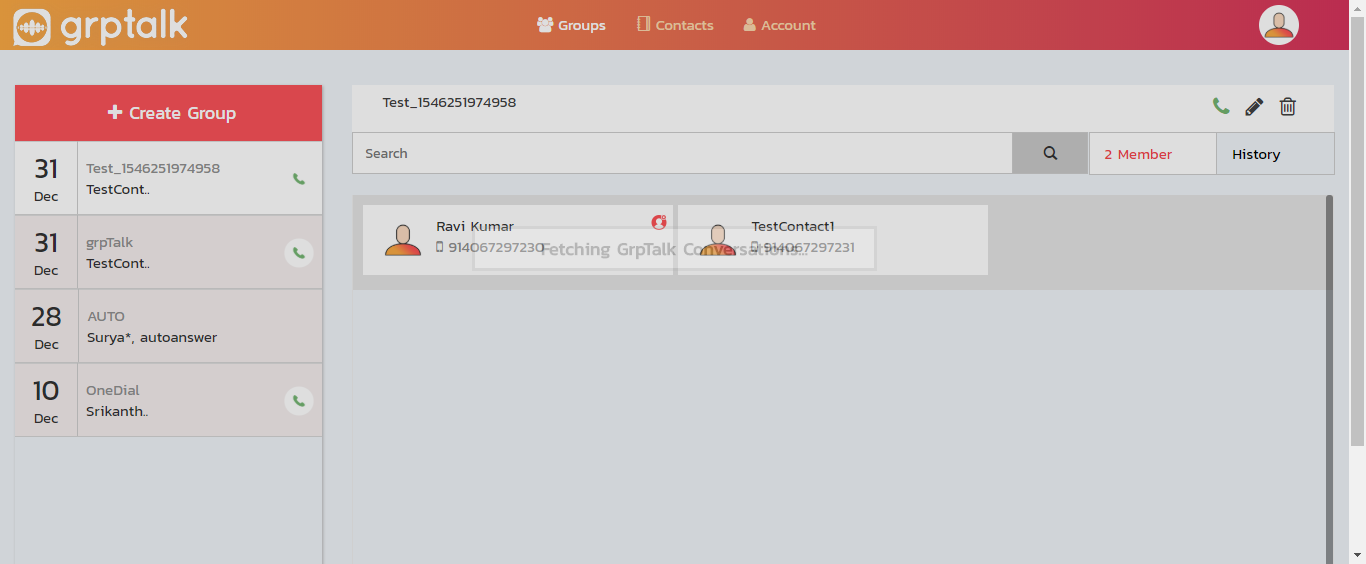 grptalk
Groups
Contacts
Account
Create Group
31
Dec
Test_1546251974958
TestCont..
31
Dec
grpTalk
TestCont..
28
Dec
AUTO
Surya*, autoanswer
10
Dec
OneDial
Srikanth..
Test_1546251974958
Search
2 Member
History
Ravi Kumar
914067297230
TestContact1
914067297231
Fetching GrpTalk Conversations...